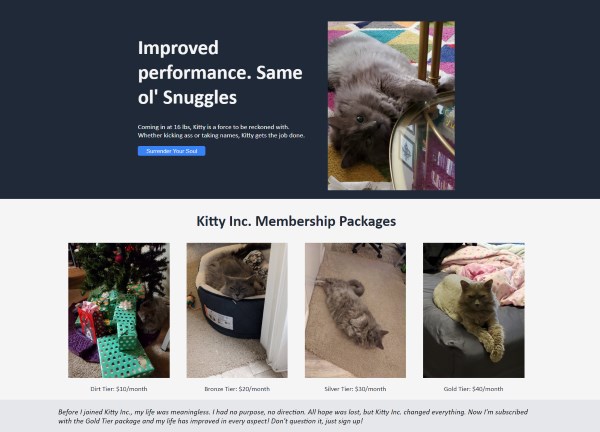 Improved
performance. Same
ol' Snuggles
Coming in at 16 lbs, Kitty is a force to be reckoned with.
Whether kicking ass or taking names, Kitty gets the job done.
Surrender Your Soul
Kitty Inc. Membership Packages
Dirt Tier: $10/month
Bronze Tier: $20/month
Silver Tier: $30/month
Gold Tier: $40/month
Before I joined Kitty Inc., my life was meaningless. I had no purpose, no direction. All hope was lost, but Kitty Inc. changed everything. Now I'm subscribed
with the Gold Tier package and my life has improved in every aspect! Don't question it, just sign up!